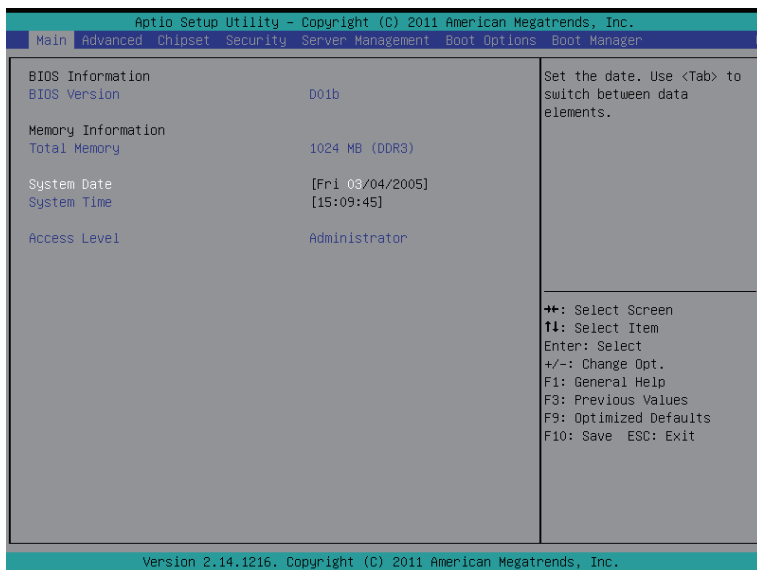 Aptio Setup Utility – Copyright (C) 2011 American Megatrends, Inc.
Main Advanced Chipset Security Server Management Boot Options Boot Manager
BIOS Information
BIOS Version D01b
Memory Information
Total Memory 1024 MB (DDR3)
System Date [Fri 03/04/2005]
System Time [15:09:45]
Access Level Administrator
Set the date. Use <Tab> to
switch between data
elements.
→←: Select Screen
↑↓: Select Item
Enter: Select
+/-: Change Opt.
F1: General Help
F3: Previous Values
F9: Optimized Defaults
F10: Save ESC: Exit
Version 2.14.1216. Copyright (C) 2011 American Megatrends, Inc.